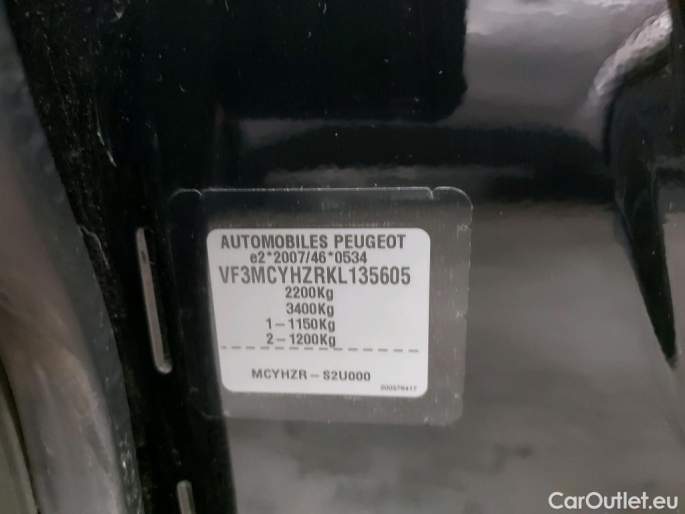 AUTOMOBILES PEUGEOT
e2*2007/46*0534
VF3MCYHZRKL135605
2200Kg
3400Kg
1-1150Kg
2-1200Kg
MCYHZR-S2U000
CarOutlet.eu